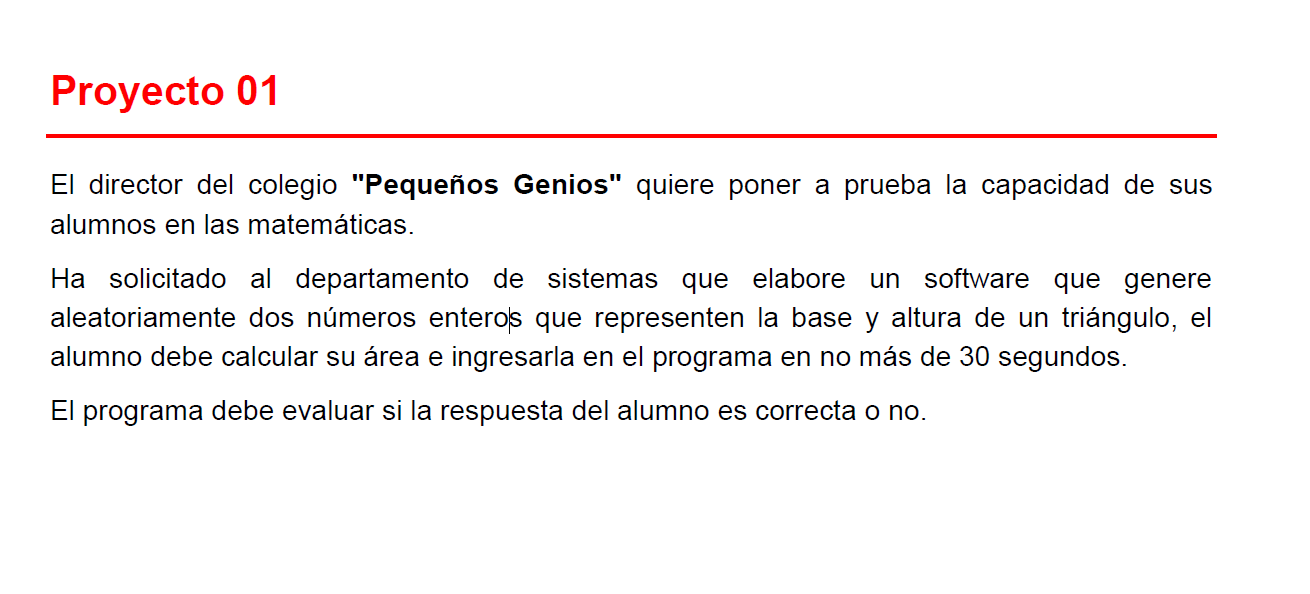 Proyecto 01
El director del colegio "Pequeños Genios" quiere poner a prueba la capacidad de sus
alumnos en las matemáticas.
Ha solicitado al departamento de sistemas que elabore un software que genere
aleatoriamente dos números enteros que representen la base y altura de un triángulo, el
alumno debe calcular su área e ingresarla en el programa en no más de 30 segundos.
El programa debe evaluar si la respuesta del alumno es correcta o no.